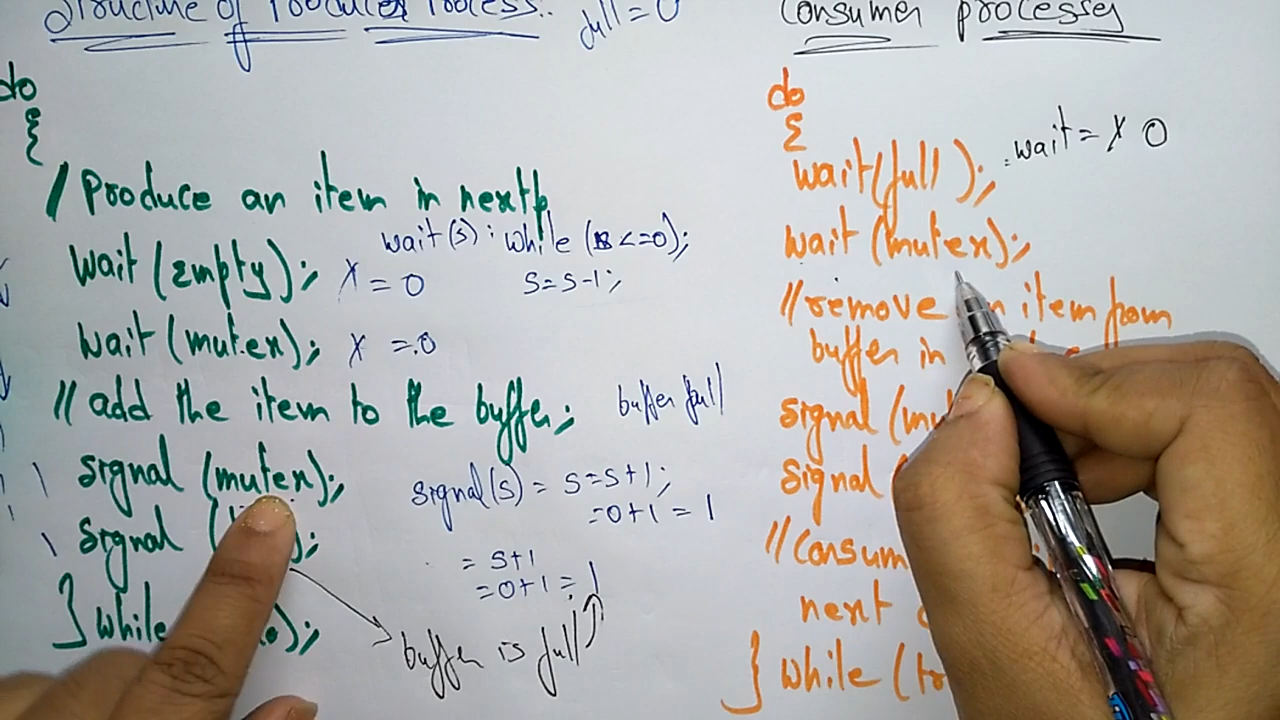 Structure of Producer Process..
full = 0
do
{
/ Produce an item in nextp
wait (Empty); X = 0
wait(s) : while (s <=0);
s=s-1;
wait (mutex); X =.0
// add the item to the buffer; buffer full
signal (mutex);
signal(s) = s=s+1;
=0+1 = 1
signal
= s+1
=0+1 = 1
} while
buffer is full
Consumer processes
do
{
wait(full); wait = X 0
wait (mutex);
//remove item from
buffer in
signal
signal
//Consum
next
} while